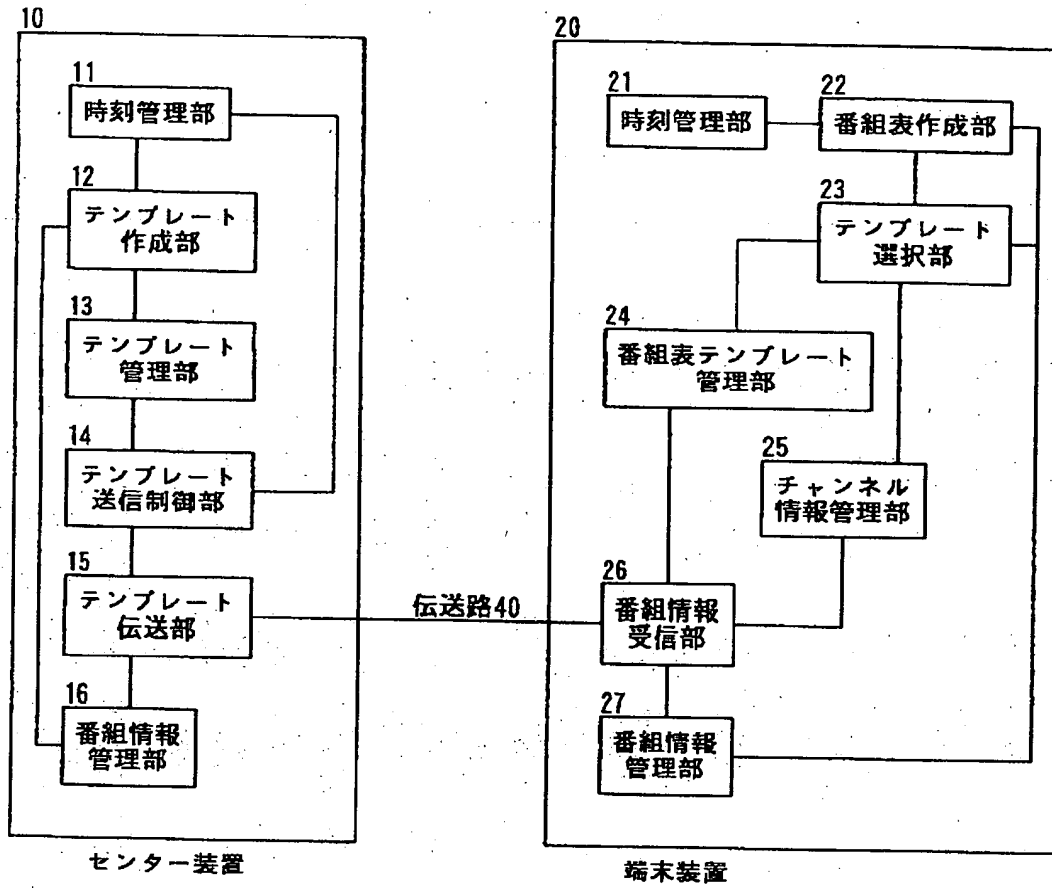 10
11
時刻管理部
12
テンプレート
作成部
13
テンプレート
管理部
14
テンプレート
送信制御部
15
テンプレート
伝送部
16
番組情報
管理部
センター装置
伝送路40
20
21
時刻管理部
22
番組表作成部
23
テンプレート
選択部
24
番組表テンプレート
管理部
25
チャンネル
情報管理部
26
番組情報
受信部
27
番組情報
管理部
端末装置